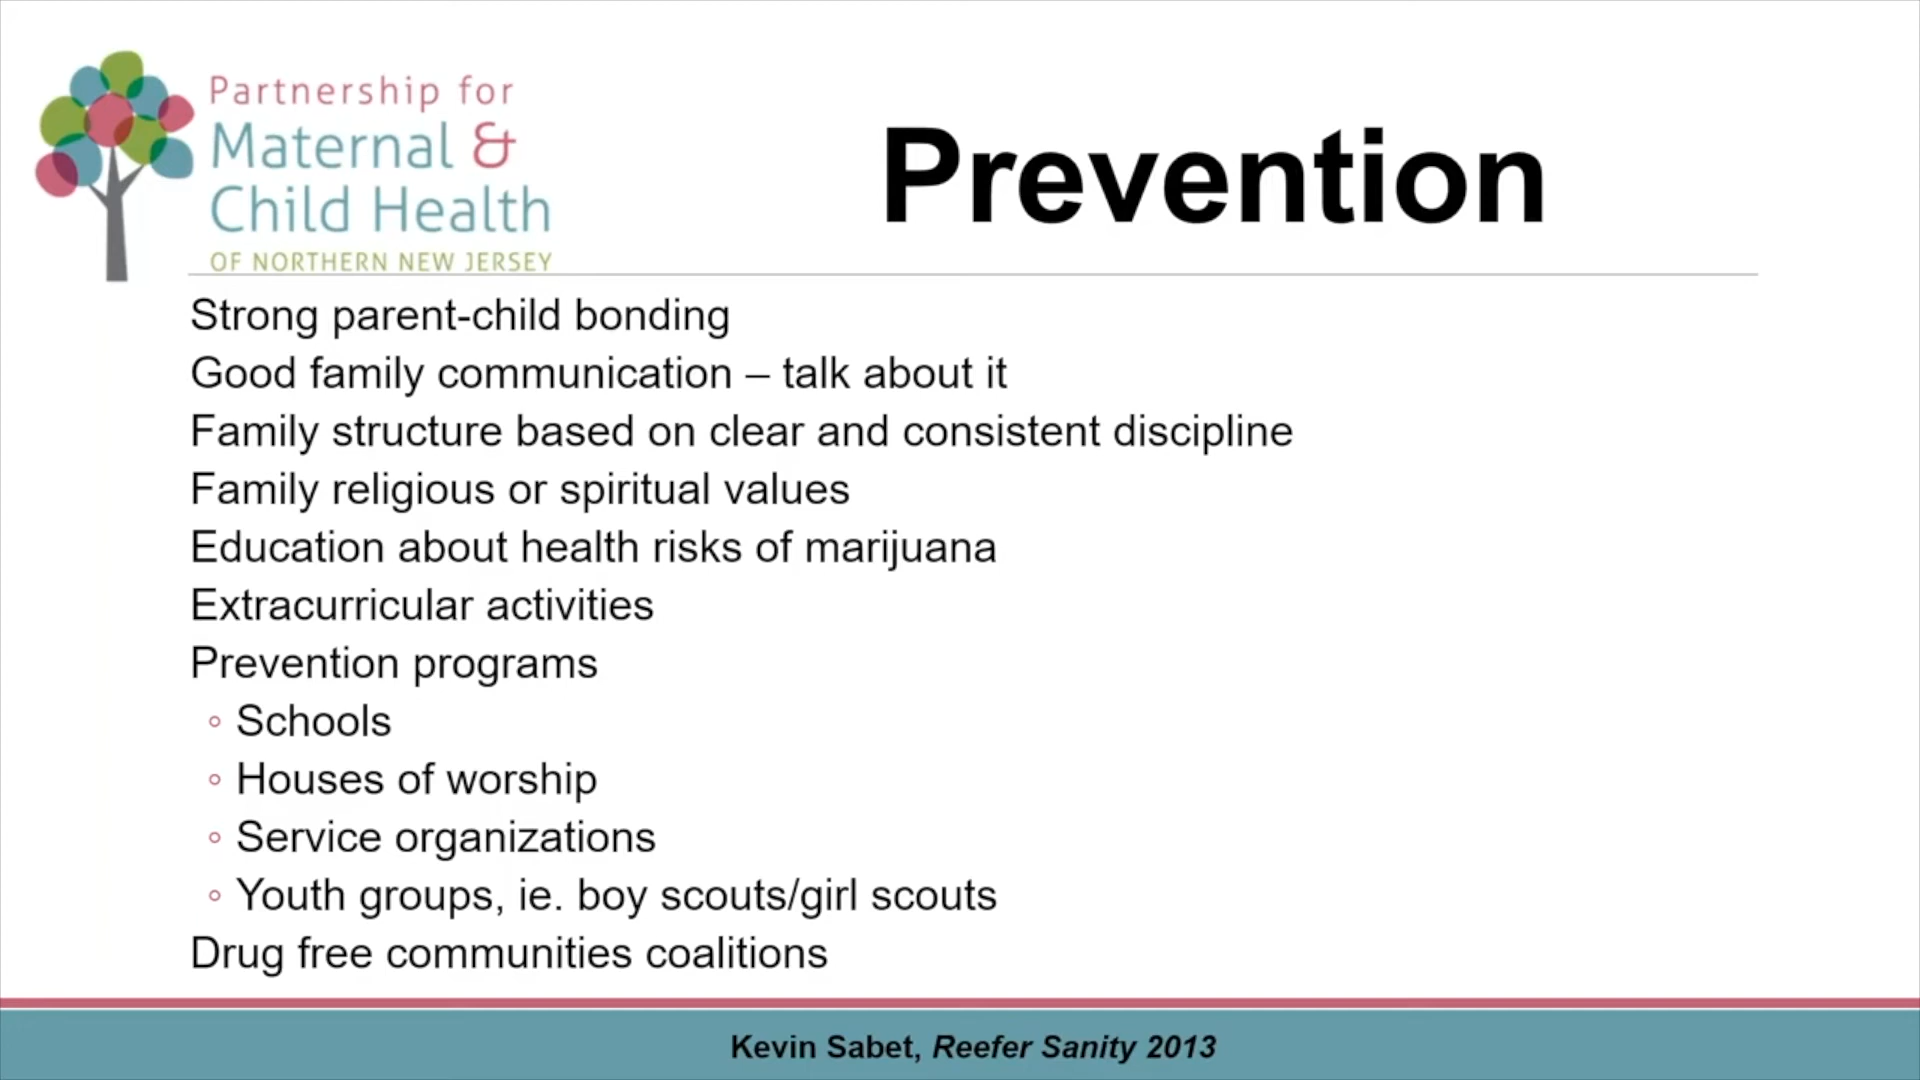 Partnership for
Maternal &
Child Health
OF NORTHERN NEW JERSEY
Prevention
Strong parent-child bonding
Good family communication – talk about it
Family structure based on clear and consistent discipline
Family religious or spiritual values
Education about health risks of marijuana
Extracurricular activities
Prevention programs
◦ Schools
◦ Houses of worship
◦ Service organizations
◦ Youth groups, ie. boy scouts/girl scouts
Drug free communities coalitions
Kevin Sabet, Reefer Sanity 2013